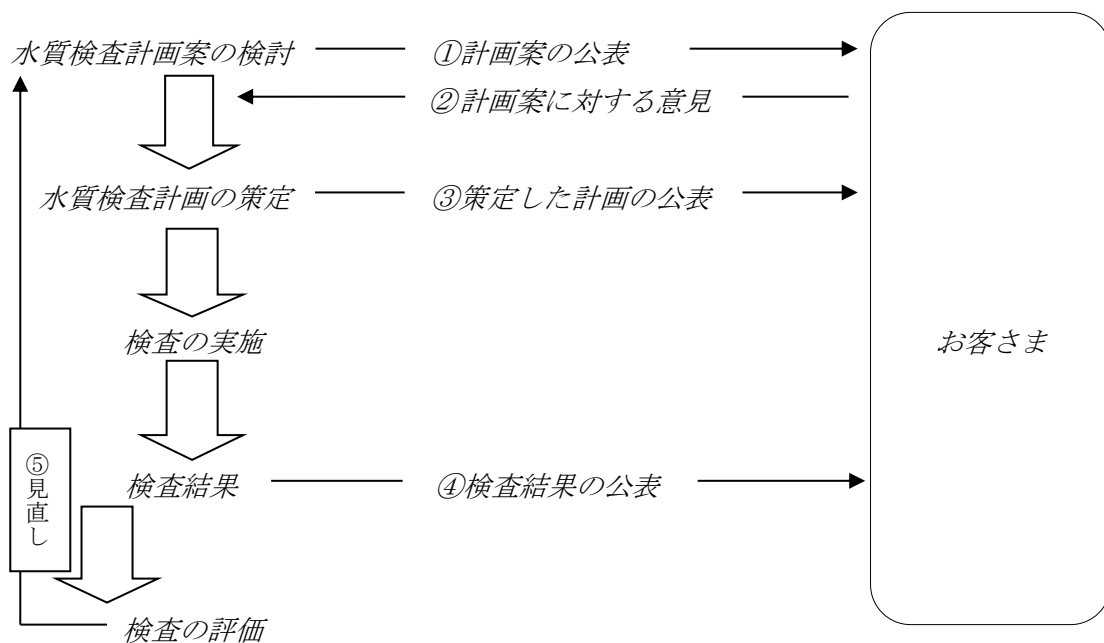 水質検査計画案の検討
①計画案の公表
②計画案に対する意見
水質検査計画の策定
③策定した計画の公表
検査の実施
お客さま
⑤見直し
検査結果
④検査結果の公表
検査の評価